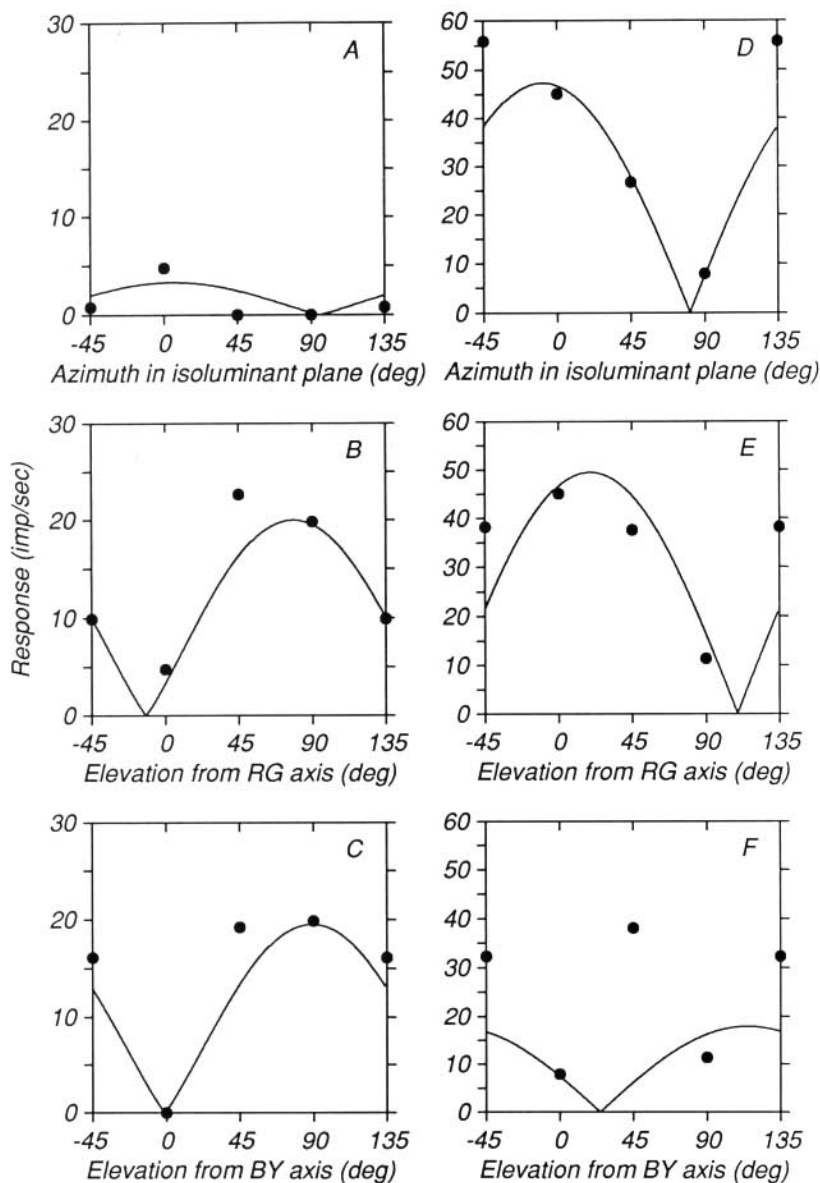 30
20
10
0
A
-45 0 45 90 135
Azimuth in isoluminant plane (deg)
60
50
40
30
20
10
0
D
-45 0 45 90 135
Azimuth in isoluminant plane (deg)
Response (imp/sec)
30
20
10
0
B
-45 0 45 90 135
Elevation from RG axis (deg)
60
50
40
30
20
10
0
E
-45 0 45 90 135
Elevation from RG axis (deg)
30
20
10
0
C
-45 0 45 90 135
Elevation from BY axis (deg)
60
50
40
30
20
10
0
F
-45 0 45 90 135
Elevation from BY axis (deg)